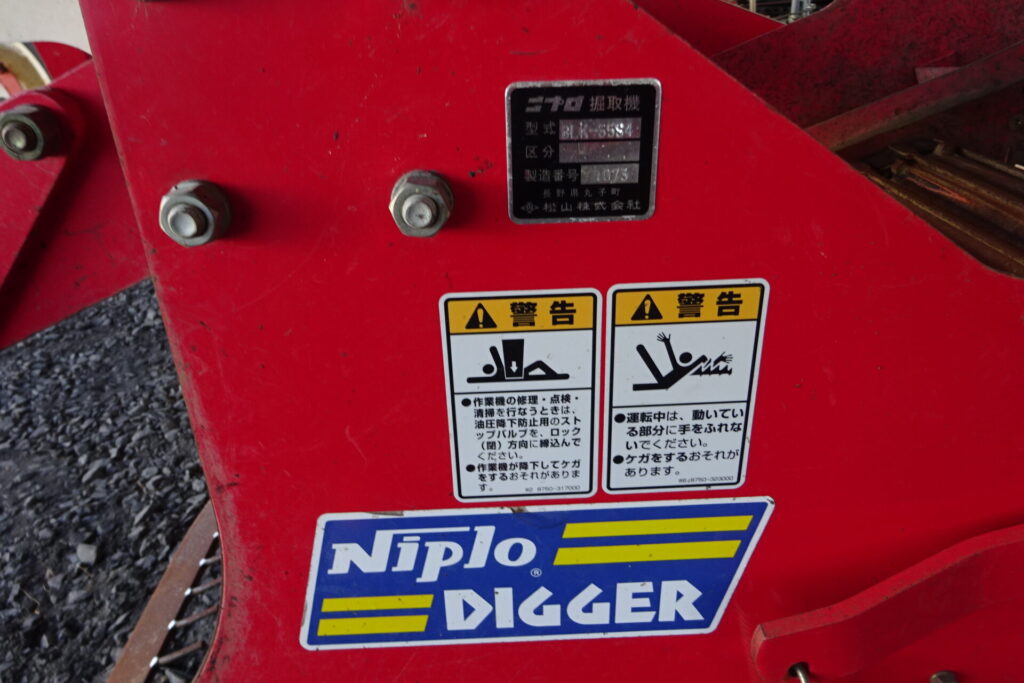 ニプロ 掘取機
型式 BLK-65S4
区分
製造番号 1073
長野県丸子町
松山株式会社
警告
●作業機の修理・点検・
清掃を行なうときは、
油圧降下防止用のスト
ップバルブを、ロック
（閉）方向に締込んで
ください。
●作業機が降下してケガ
をするおそれがありま
す。
W2 8750-317000
警告
●運転中は、動いてい
る部分に手をふれな
いでください。
●ケガをするおそれが
あります。
W6J8750-323000
Niplo®
DIGGER